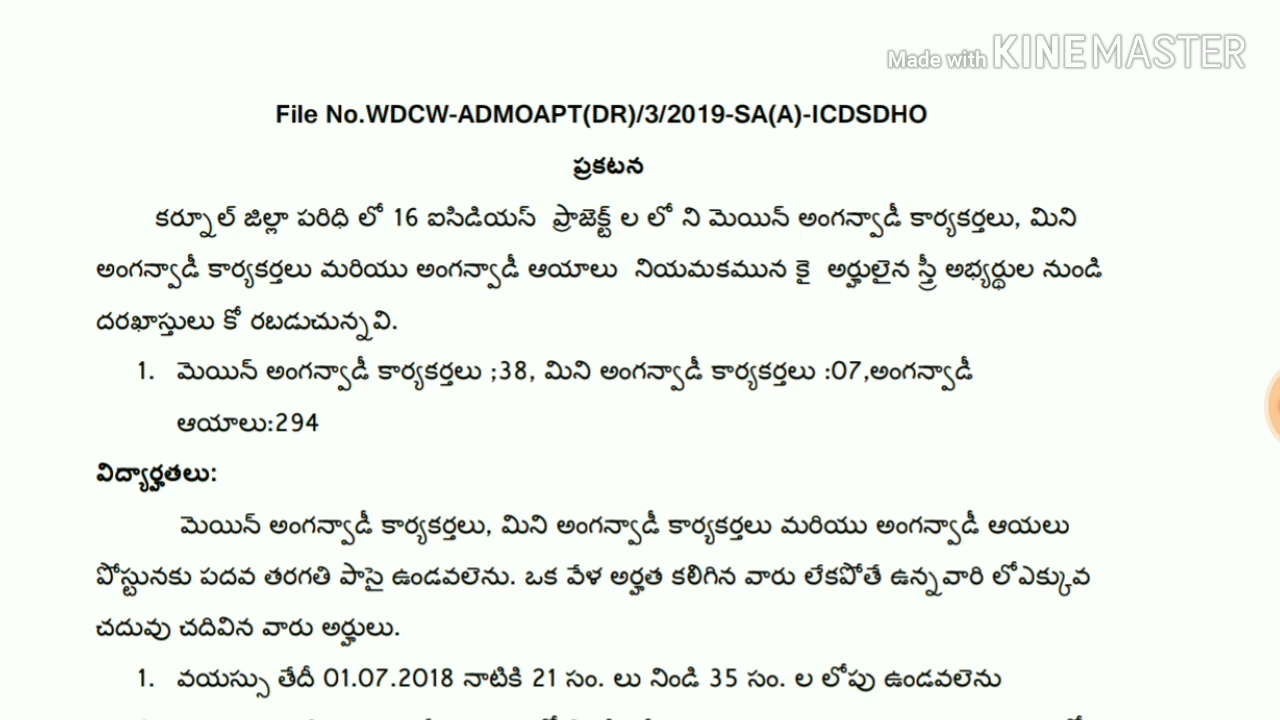 Made with KINEMASTER
File No.WDCW-ADMOAPT(DR)/3/2019-SA(A)-ICDSDHO
ప్రకటన
కర్నూల్ జిల్లా పరిధి లో 16 ఐసిడియస్ ప్రాజెక్ట్ ల లో ని మెయిన్ అంగన్వాడీ కార్యకర్తలు, మిని
అంగన్వాడీ కార్యకర్తలు మరియు అంగన్వాడీ ఆయాలు నియమకమున కై అర్హులైన స్త్రీ అభ్యర్థుల నుండి
దరఖాస్తులు కో రబడుచున్నవి.
1. మెయిన్ అంగన్వాడీ కార్యకర్తలు ;38, మిని అంగన్వాడీ కార్యకర్తలు :07,అంగన్వాడీ
ఆయాలు:294
విద్యార్హతలు:
మెయిన్ అంగన్వాడీ కార్యకర్తలు, మిని అంగన్వాడీ కార్యకర్తలు మరియు అంగన్వాడీ ఆయలు
పోస్టునకు పదవ తరగతి పాసై ఉండవలెను. ఒక వేళ అర్హత కలిగిన వారు లేకపోతే ఉన్నవారి లోఎక్కువ
చదువు చదివిన వారు అర్హులు.
1. వయస్సు తేదీ 01.07.2018 నాటికి 21 సం. లు నిండి 35 సం. ల లోపు ఉండవలెను